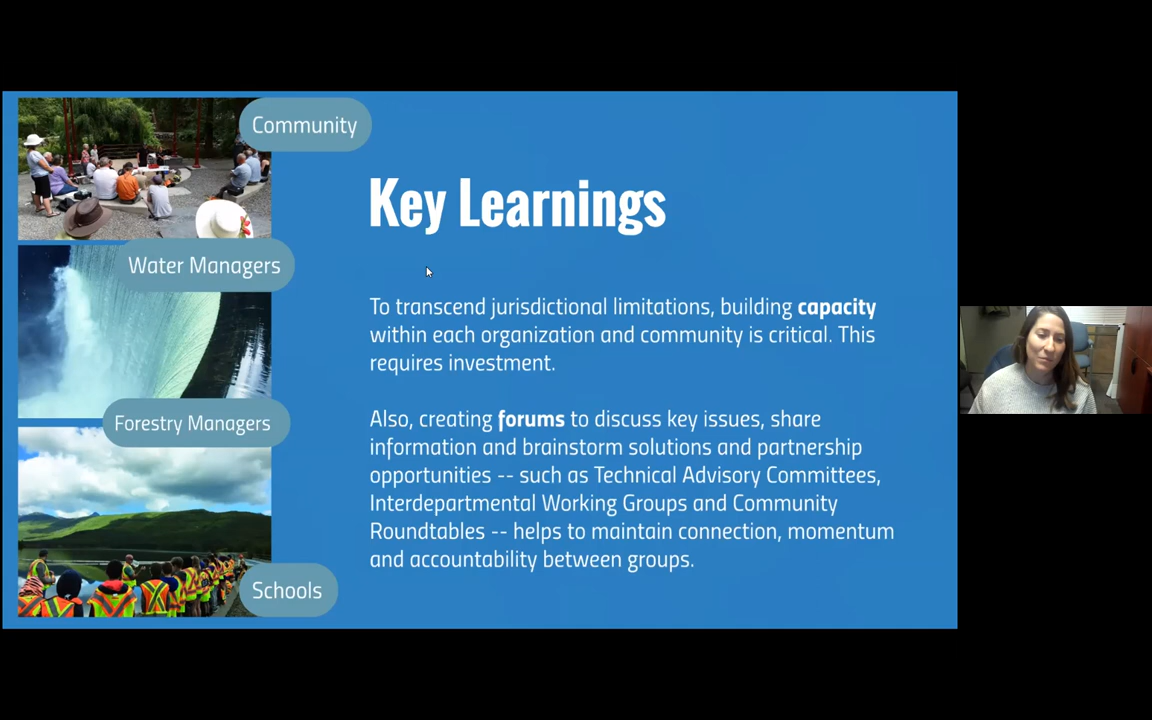 Community
Water Managers
Forestry Managers
Schools
Key Learnings
To transcend jurisdictional limitations, building capacity
within each organization and community is critical. This
requires investment.
Also, creating forums to discuss key issues, share
information and brainstorm solutions and partnership
opportunities -- such as Technical Advisory Committees,
Interdepartmental Working Groups and Community
Roundtables -- helps to maintain connection, momentum
and accountability between groups.